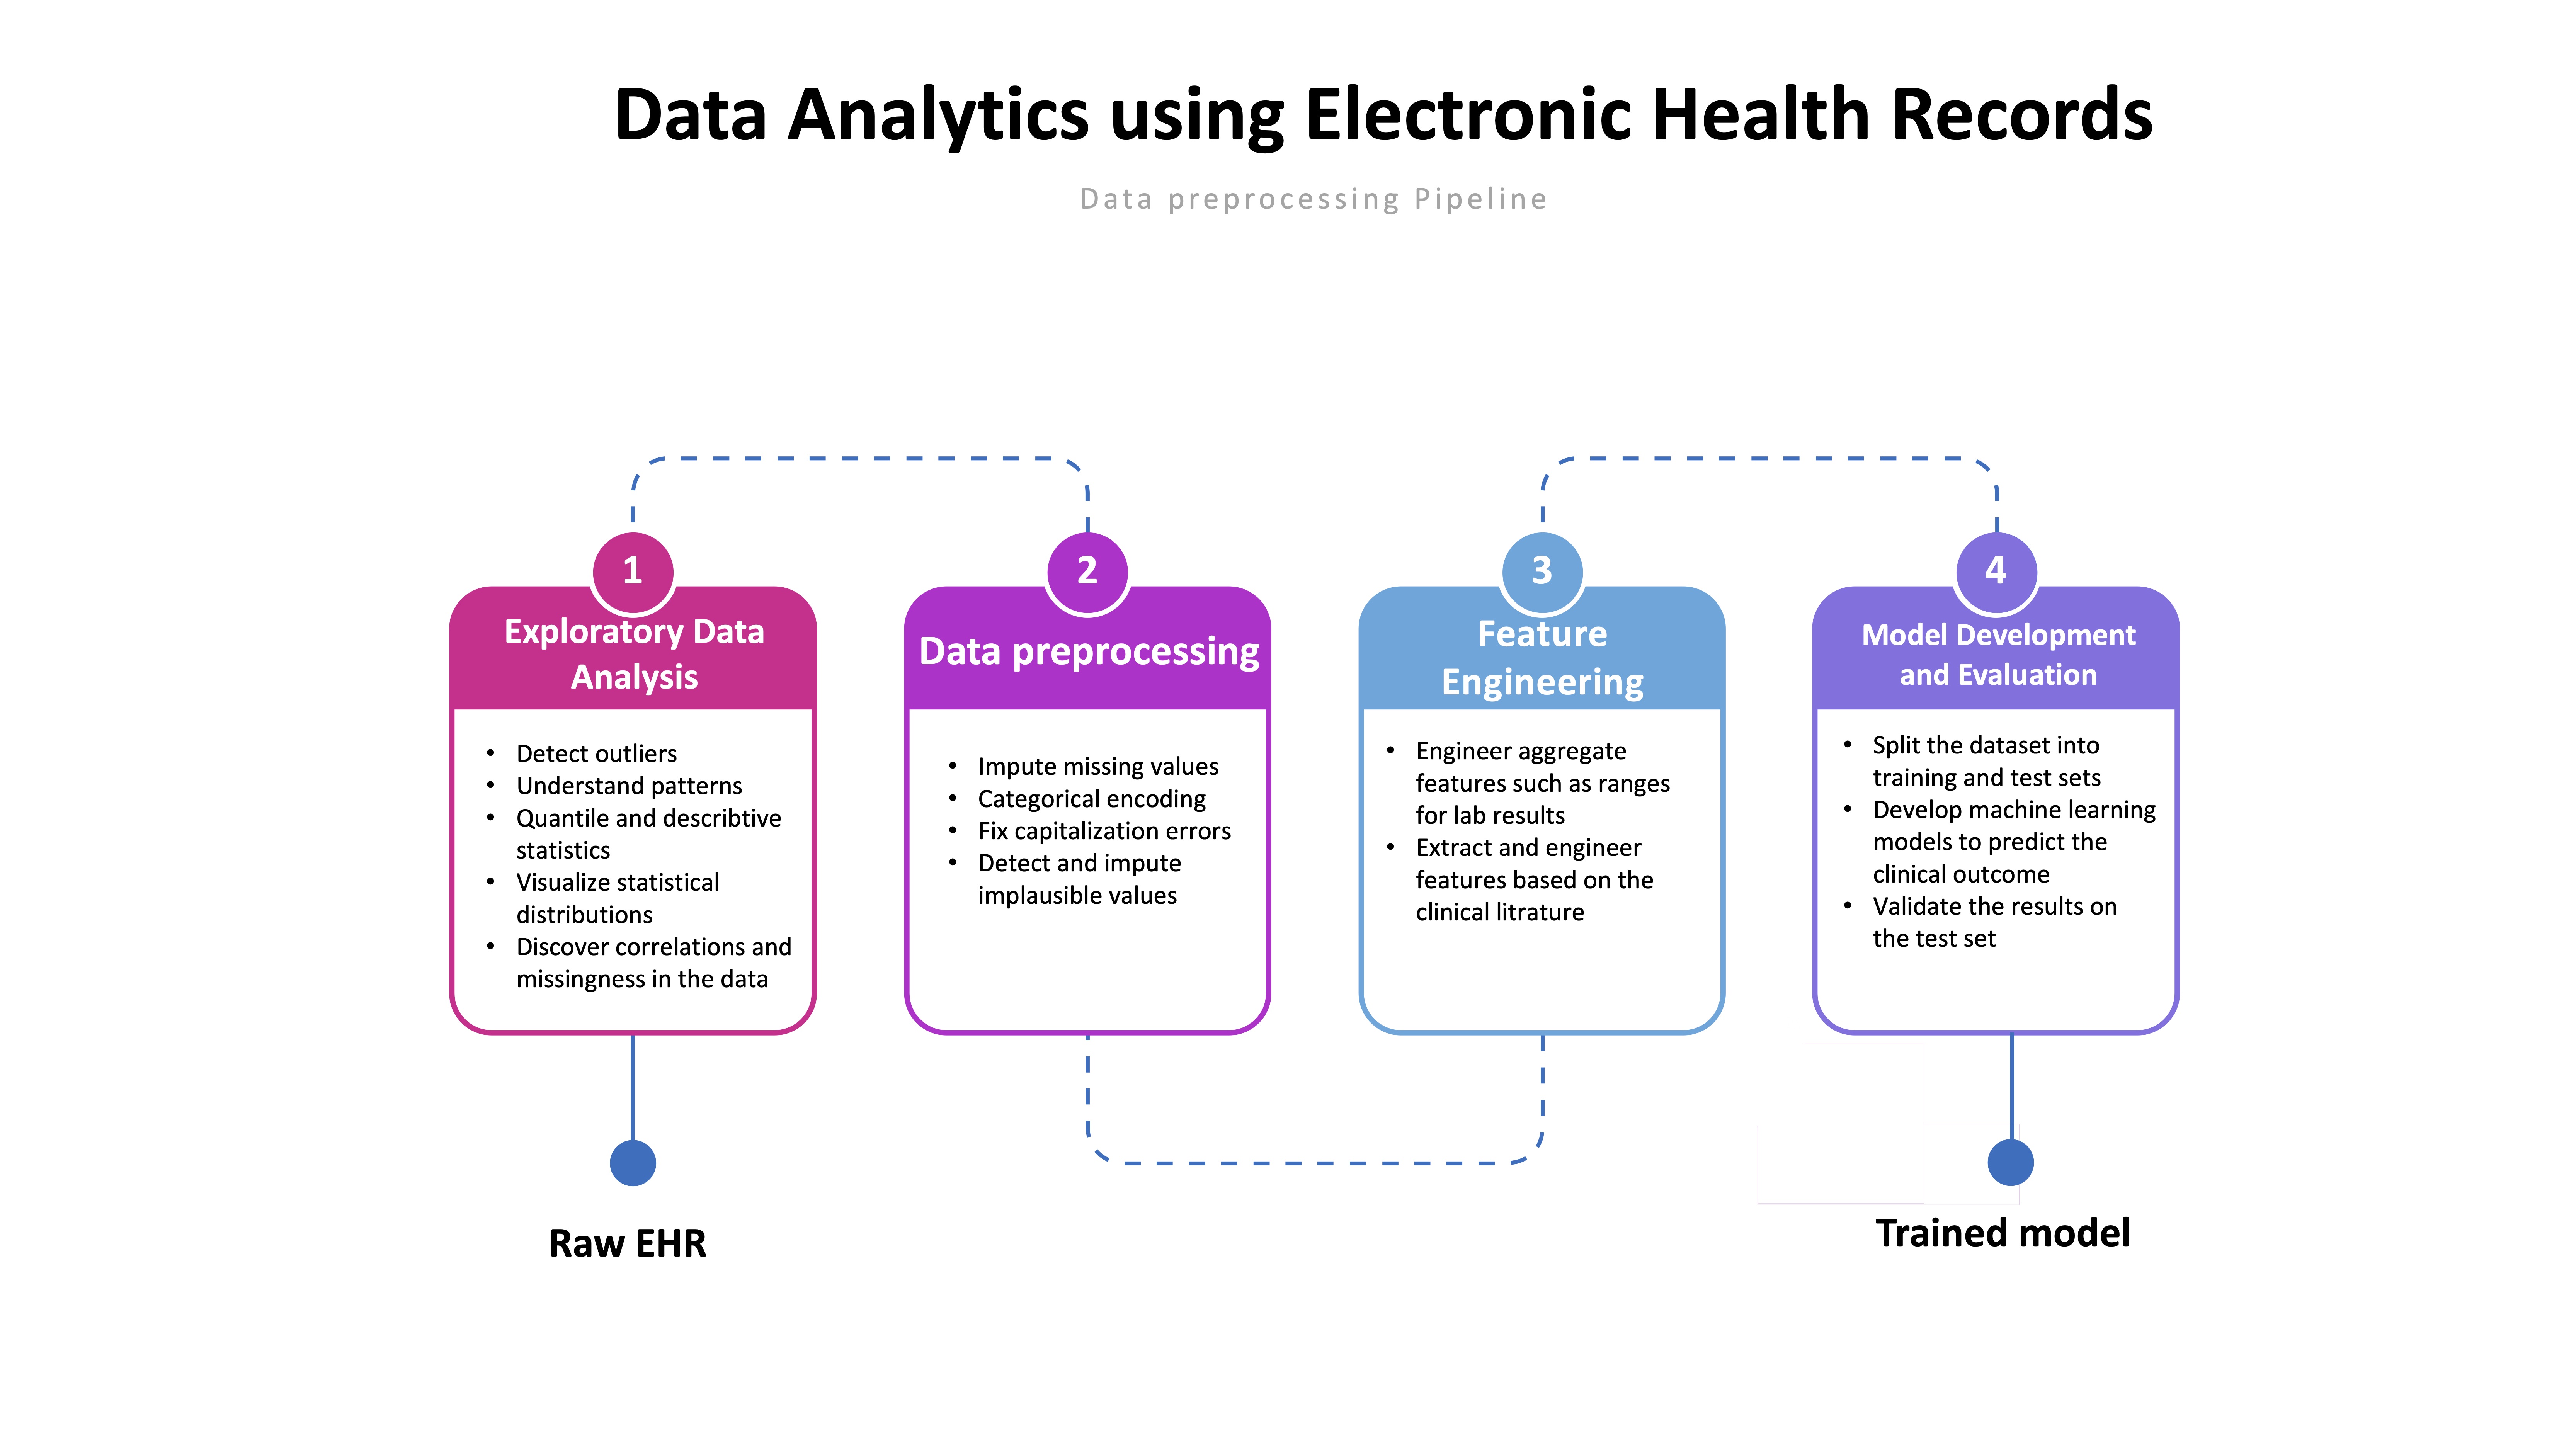 Data Analytics using Electronic Health Records
Data preprocessing Pipeline
1
Exploratory Data
Analysis
• Detect outliers
• Understand patterns
• Quantile and describtive
statistics
• Visualize statistical
distributions
• Discover correlations and
missingness in the data
Raw EHR
2
Data preprocessing
• Impute missing values
• Categorical encoding
• Fix capitalization errors
• Detect and impute
implausible values
3
Feature
Engineering
• Engineer aggregate
features such as ranges
for lab results
• Extract and engineer
features based on the
clinical litrature
4
Model Development
and Evaluation
• Split the dataset into
training and test sets
• Develop machine learning
models to predict the
clinical outcome
• Validate the results on
the test set
Trained model